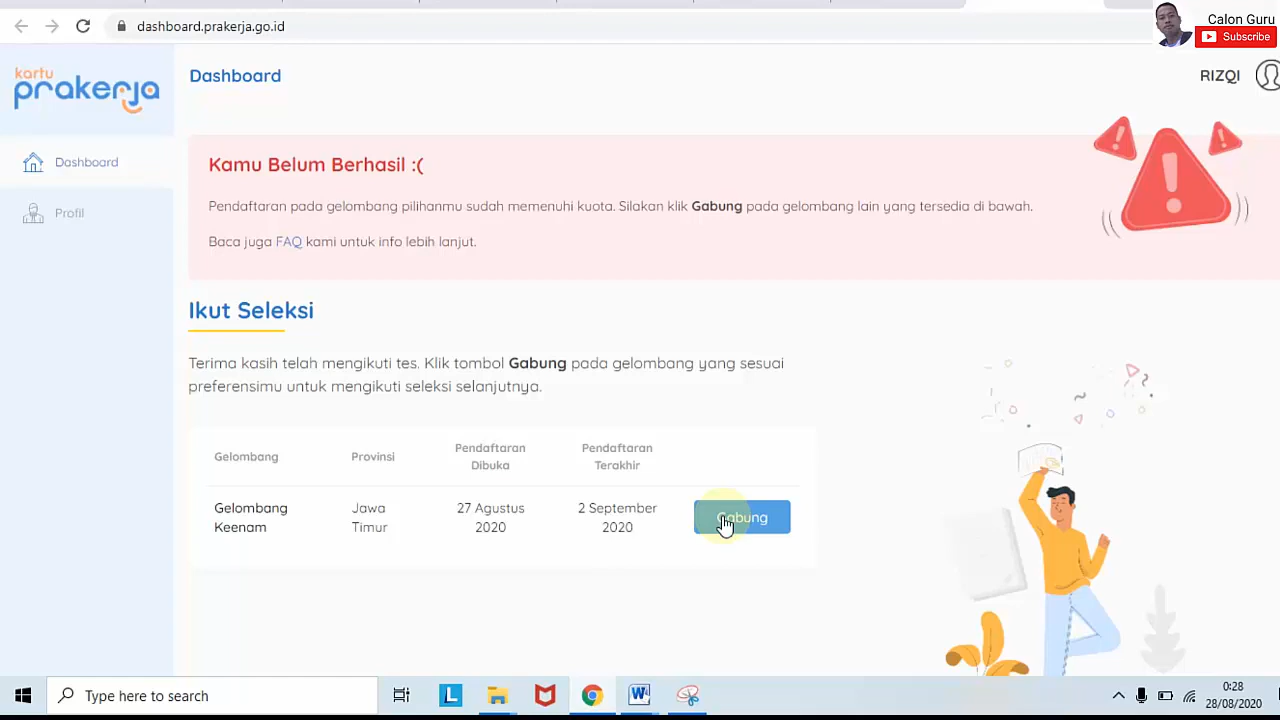 dashboard.prakerja.go.id
Calon Guru
Subscribe
kartu
prakerja
Dashboard
RIZQI
Dashboard
Profil
Kamu Belum Berhasil :(
Pendaftaran pada gelombang pilihanmu sudah memenuhi kuota. Silakan klik Gabung pada gelombang lain yang tersedia di bawah.
Baca juga FAQ kami untuk info lebih lanjut.
Ikut Seleksi
Terima kasih telah mengikuti tes. Klik tombol Gabung pada gelombang yang sesuai
preferensimu untuk mengikuti seleksi selanjutnya.
Gelombang
Provinsi
Pendaftaran
Dibuka
Pendaftaran
Terakhir
Gelombang
Keenam
Jawa
Timur
27 Agustus
2020
2 September
2020
Gabung
Type here to search
0:28
28/08/2020